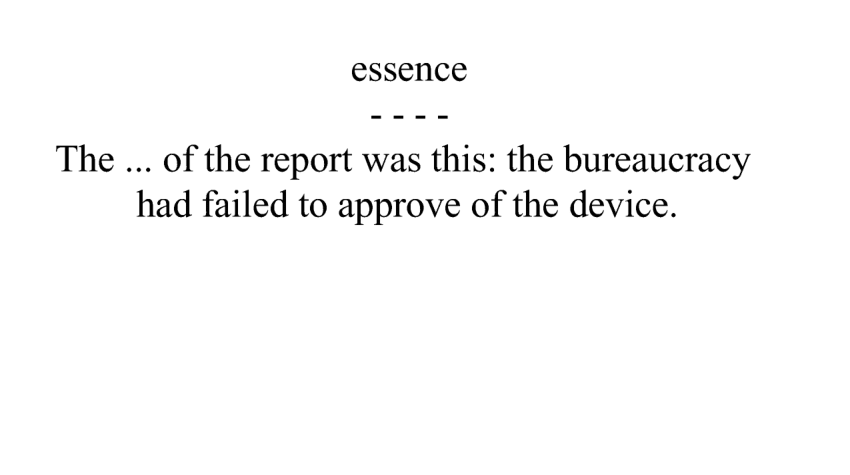 essence
- - - -
The ... of the report was this: the bureaucracy
had failed to approve of the device.